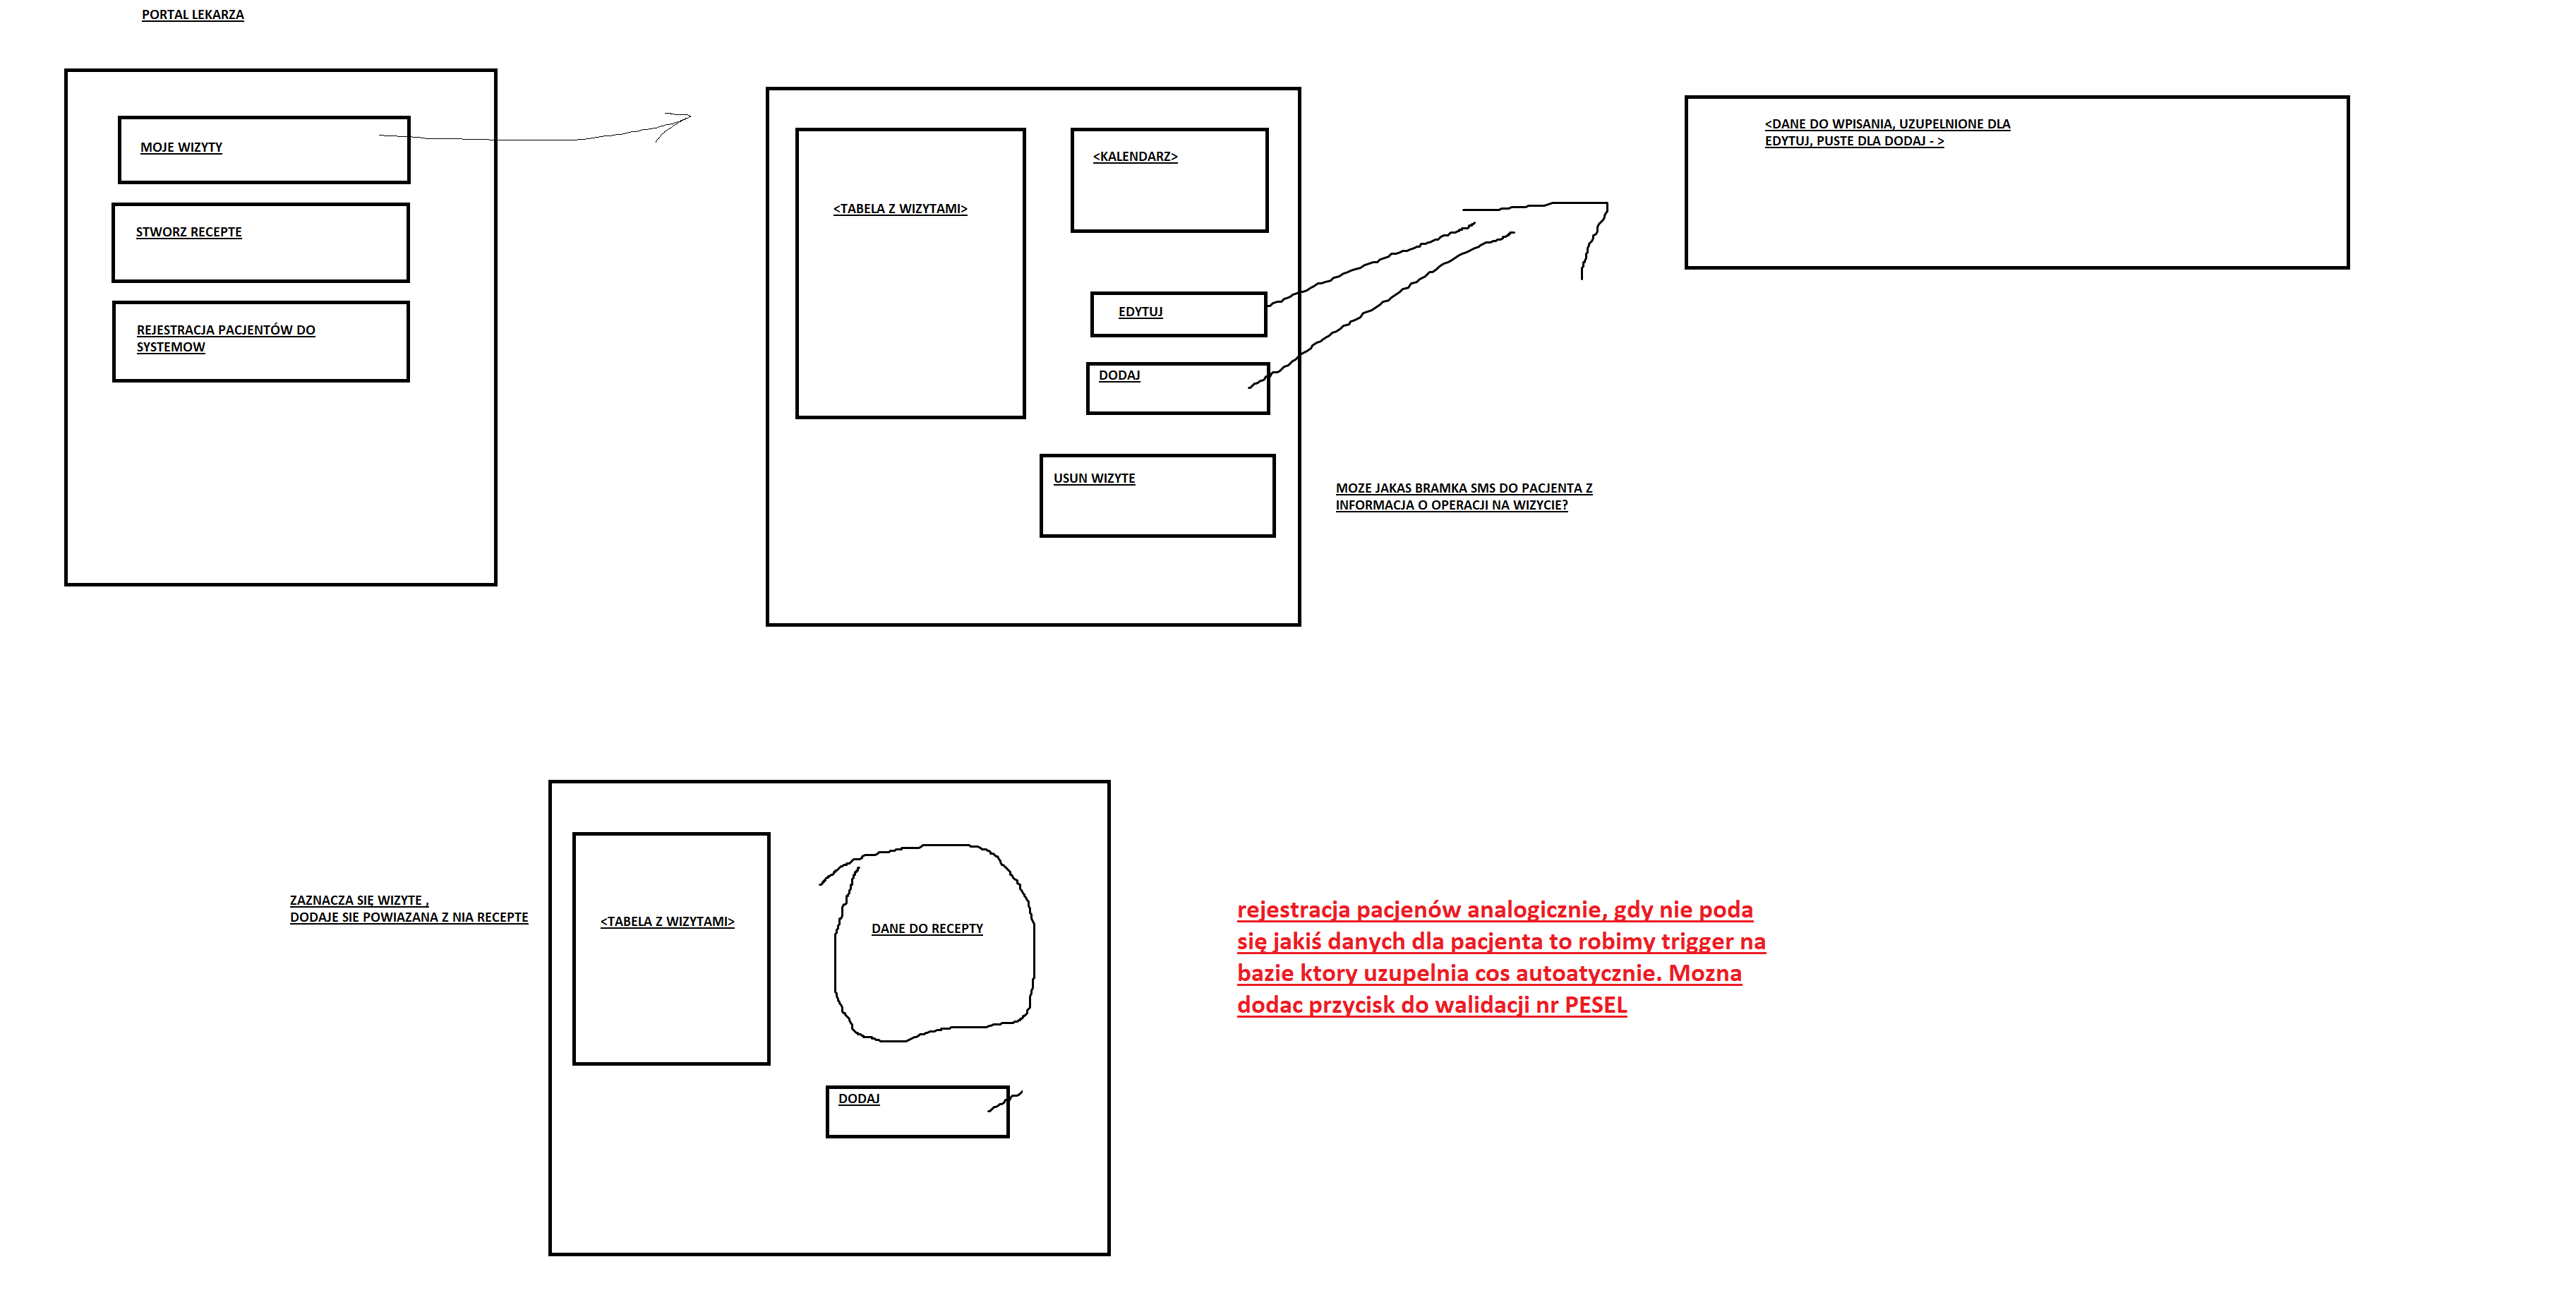 PORTAL LEKARZA
MOJE WIZYTY
STWORZ RECEPTE
REJESTRACJA PACJENTÓW DO
SYSTEMOW
<TABELA Z WIZYTAMI>
<KALENDARZ>
EDYTUJ
DODAJ
USUN WIZYTE
<DANE DO WPISANIA, UZUPELNIONE DLA
EDYTUJ, PUSTE DLA DODAJ - >
MOZE JAKAS BRAMKA SMS DO PACJENTA Z
INFORMACJA O OPERACJI NA WIZYCIE?
ZAZNACZA SIĘ WIZYTE ,
DODAJE SIE POWIAZANA Z NIA RECEPTE
<TABELA Z WIZYTAMI>
DANE DO RECEPTY
DODAJ
rejestracja pacjenów analogicznie, gdy nie poda
się jakiś danych dla pacjenta to robimy trigger na
bazie ktory uzupelnia cos autoatycznie. Mozna
dodac przycisk do walidacji nr PESEL